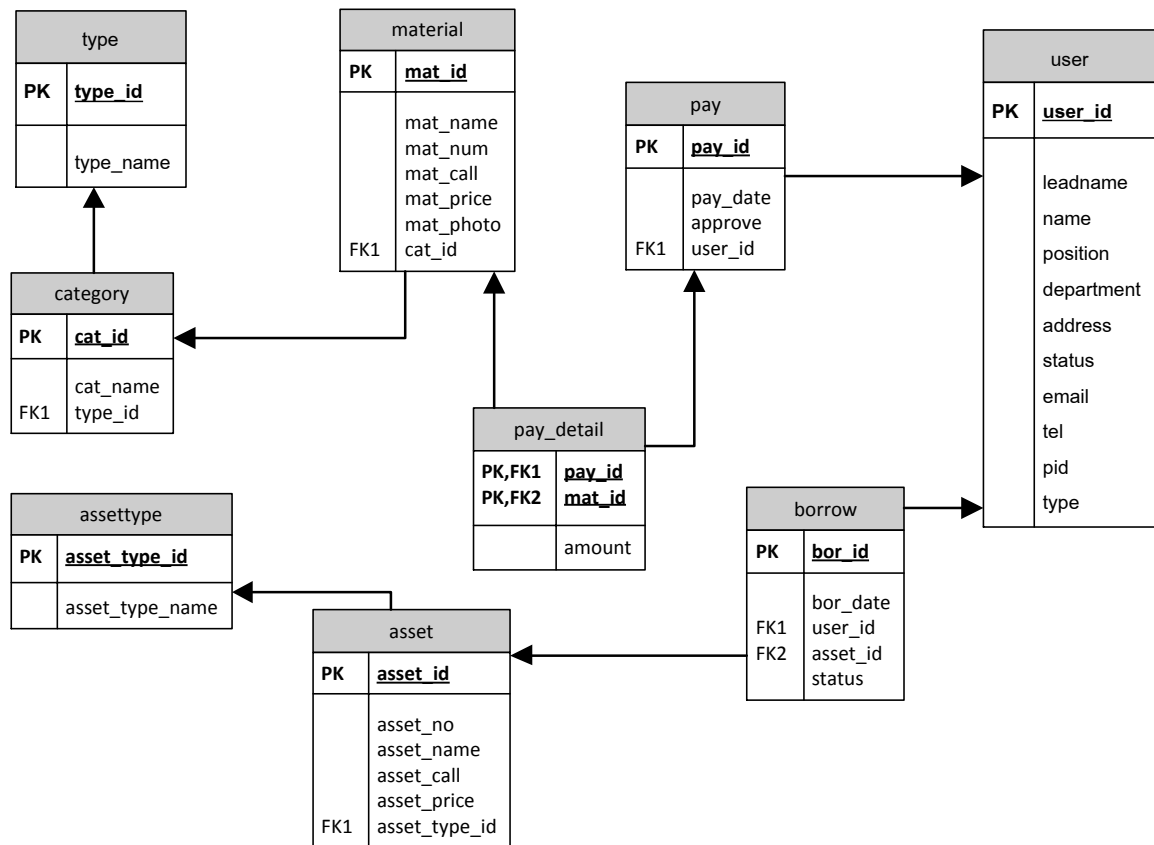 type
PK type_id
type_name
material
PK mat_id
mat_name
mat_num
mat_call
mat_price
mat_photo
FK1 cat_id
pay
PK pay_id
pay_date
approve
FK1 user_id
user
PK user_id
leadname
name
position
department
address
status
email
tel
pid
type
category
PK cat_id
cat_name
FK1 type_id
pay_detail
PK,FK1 pay_id
PK,FK2 mat_id
amount
assettype
PK asset_type_id
asset_type_name
borrow
PK bor_id
bor_date
FK1 user_id
FK2 asset_id
status
asset
PK asset_id
asset_no
asset_name
asset_call
asset_price
FK1 asset_type_id